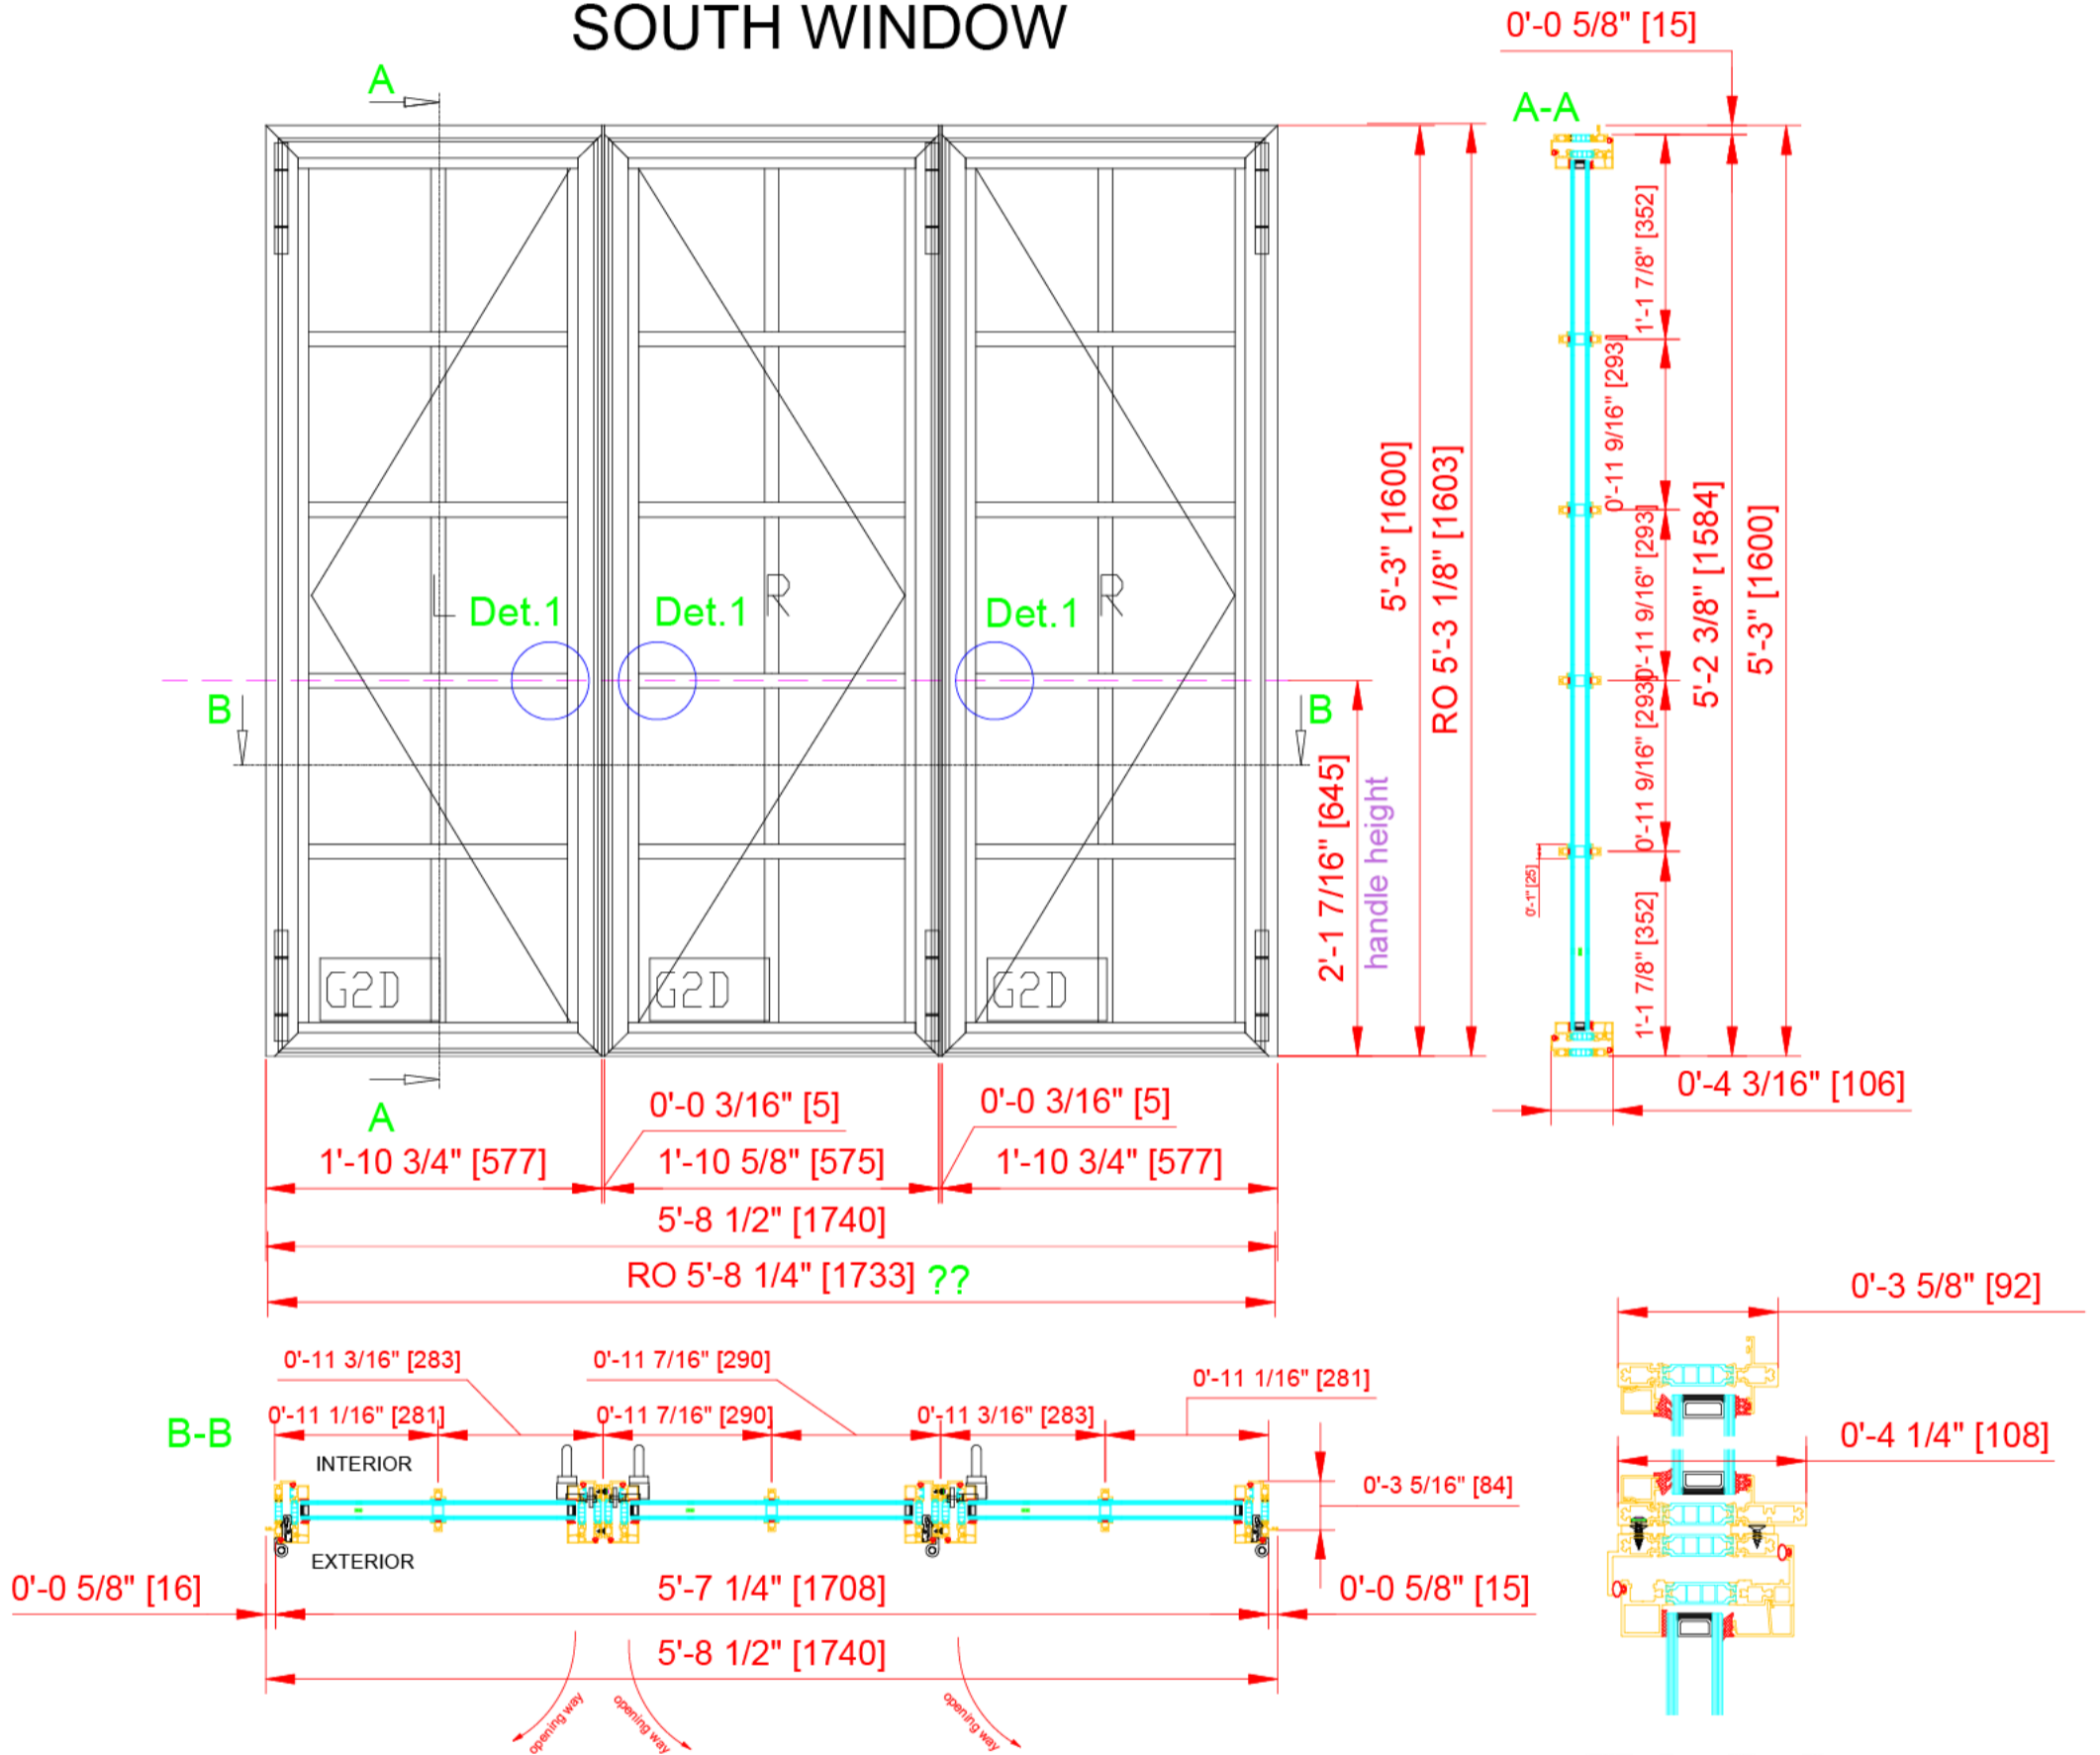 SOUTH WINDOW
0'-0 5/8" [15]
A
A-A
1'-1 7/8" [352]
0'-11 9/16" [293]
0'-11 9/16" [293]
0'-11 9/16" [293]
1'-1 7/8" [352]
0'-1" [25]
5'-2 3/8" [1584]
5'-3" [1600]
5'-3" [1600]
RO 5'-3 1/8" [1603]
L
R
R
Det.1
Det.1
Det.1
B
B
2'-1 7/16" [645]
handle height
G2D
G2D
G2D
0'-4 3/16" [106]
A
0'-0 3/16" [5]
0'-0 3/16" [5]
1'-10 3/4" [577]
1'-10 5/8" [575]
1'-10 3/4" [577]
5'-8 1/2" [1740]
RO 5'-8 1/4" [1733] ??
0'-3 5/8" [92]
0'-4 1/4" [108]
0'-11 3/16" [283]
0'-11 7/16" [290]
0'-11 1/16" [281]
B-B
0'-11 1/16" [281]
0'-11 7/16" [290]
0'-11 3/16" [283]
INTERIOR
0'-3 5/16" [84]
EXTERIOR
0'-0 5/8" [16]
5'-7 1/4" [1708]
0'-0 5/8" [15]
5'-8 1/2" [1740]
opening way
opening way
opening way